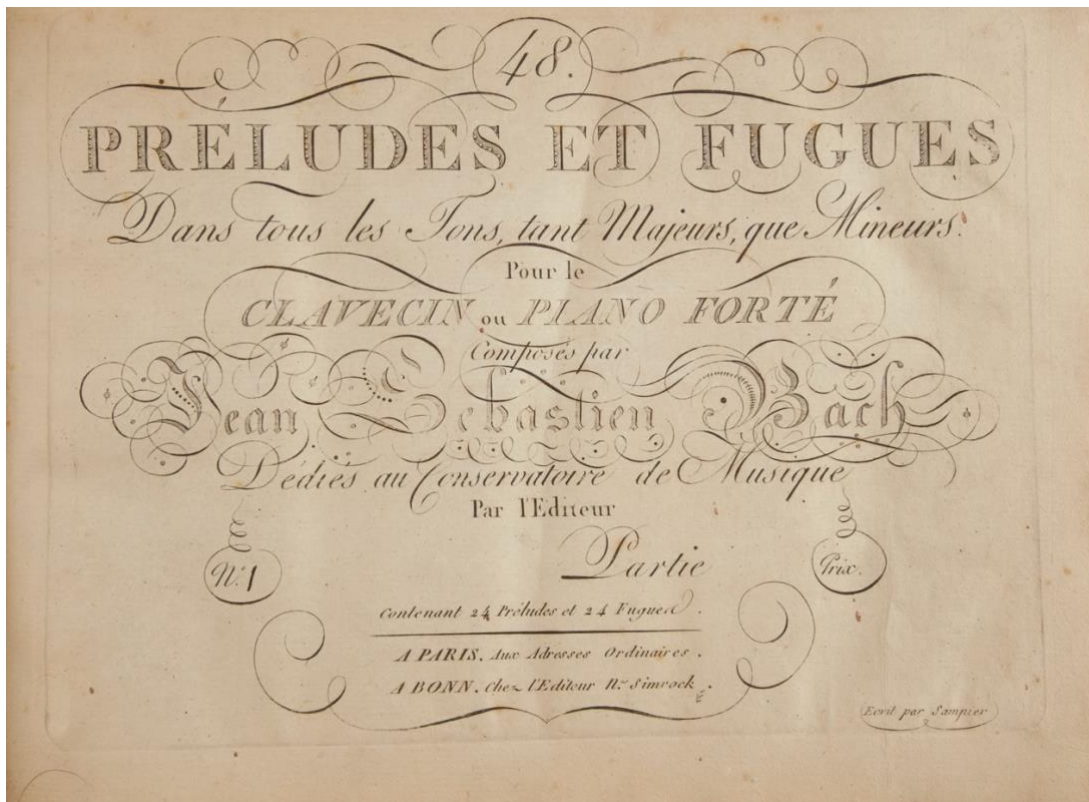 48.
PRÉLUDES ET FUGUES
Dans tous les Tons, tant Majeurs, que Mineurs.
Pour le
CLAVECIN ou PIANO FORTÉ
Composés par
Jean Sebastien Bach
Dédiés au Conservatoire de Musique
Par l'Editeur
Partie
N.º 1
Prix.
Contenant 24 Préludes et 24 Fugues.
A PARIS. Aux Adresses Ordinaires.
A BONN. Chez l'Editeur N. Simrock.
Ecrit par Sampier